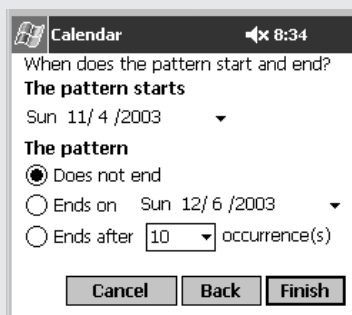 Calendar 8:34
When does the pattern start and end?
The pattern starts
Sun 11/ 4 /2003
The pattern
Does not end
Ends on Sun 12/ 6 /2003
Ends after 10 occurrence(s)
Cancel Back Finish